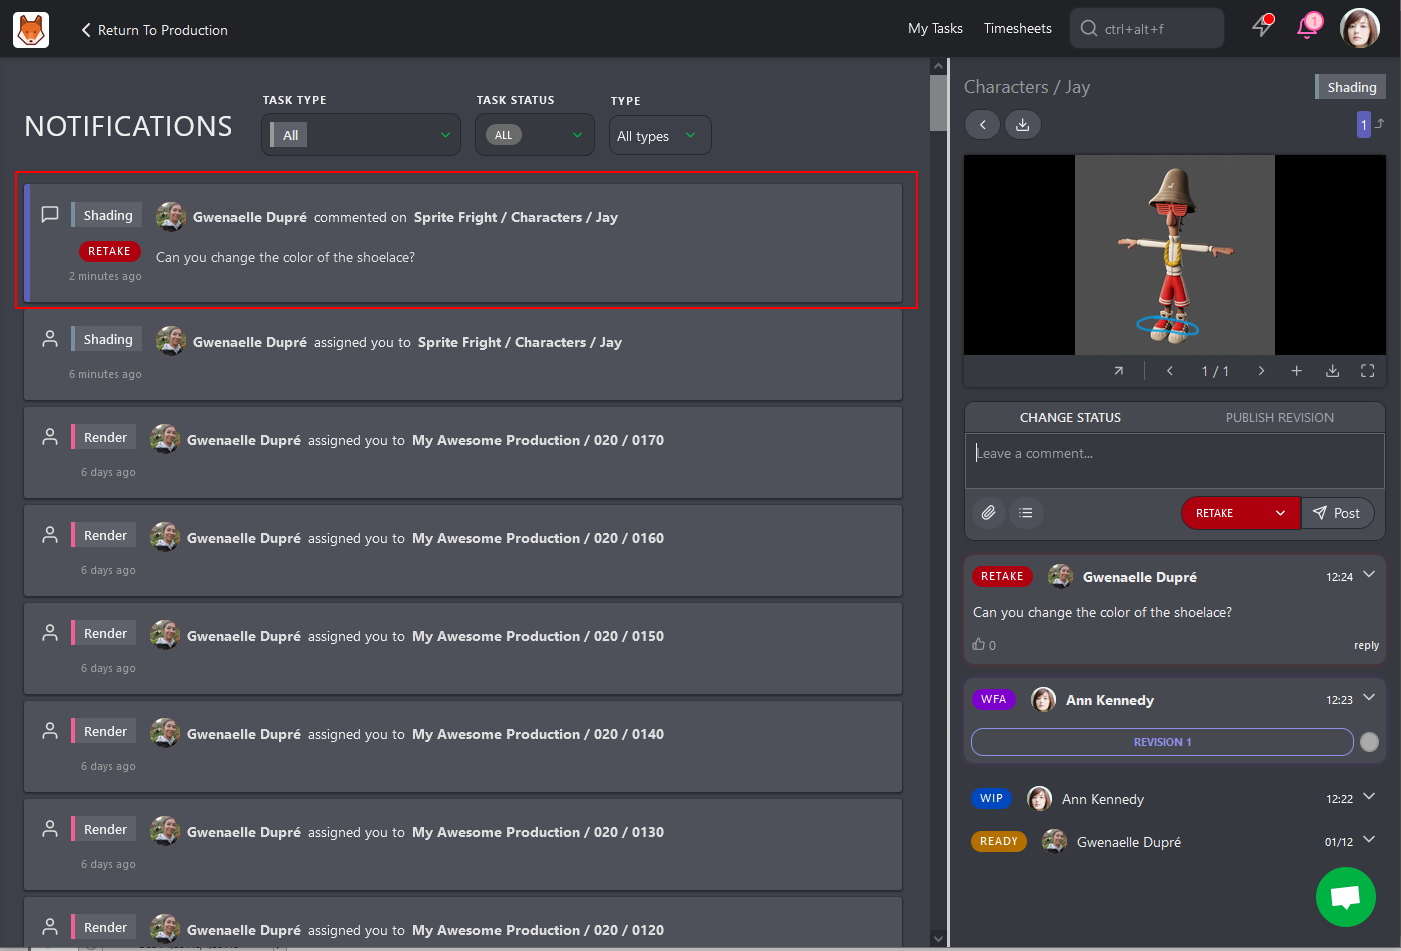 Return To Production
My Tasks
Timesheets
ctrl+alt+f
1
NOTIFICATIONS
TASK TYPE
All
TASK STATUS
ALL
TYPE
All types
Shading
Gwenaelle Dupré commented on Sprite Fright / Characters / Jay
RETAKE
Can you change the color of the shoelace?
2 minutes ago
Shading
Gwenaelle Dupré assigned you to Sprite Fright / Characters / Jay
6 minutes ago
Render
Gwenaelle Dupré assigned you to My Awesome Production / 020 / 0170
6 days ago
Render
Gwenaelle Dupré assigned you to My Awesome Production / 020 / 0160
6 days ago
Render
Gwenaelle Dupré assigned you to My Awesome Production / 020 / 0150
6 days ago
Render
Gwenaelle Dupré assigned you to My Awesome Production / 020 / 0140
6 days ago
Render
Gwenaelle Dupré assigned you to My Awesome Production / 020 / 0130
6 days ago
Render
Gwenaelle Dupré assigned you to My Awesome Production / 020 / 0120
Characters / Jay
Shading
1
1 / 1
CHANGE STATUS
PUBLISH REVISION
Leave a comment...
RETAKE
Post
RETAKE
Gwenaelle Dupré
12:24
Can you change the color of the shoelace?
0
reply
WFA
Ann Kennedy
12:23
REVISION 1
WIP
Ann Kennedy
12:22
READY
Gwenaelle Dupré
01/12